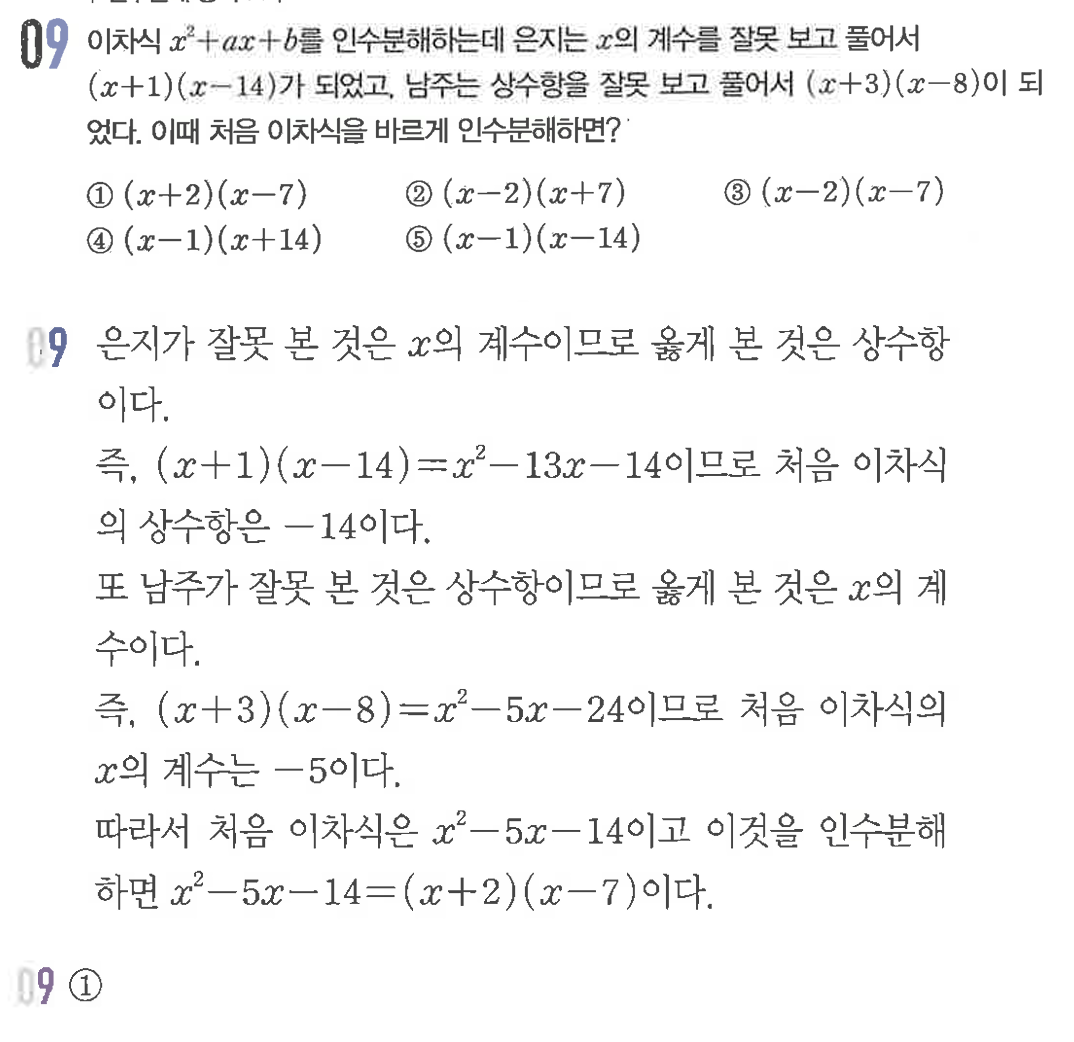 09 이차식 x²+ax+b를 인수분해하는데 은지는 x의 계수를 잘못 보고 풀어서
(x+1)(x-14)가 되었고, 남주는 상수항을 잘못 보고 풀어서 (x+3)(x-8)이 되
었다. 이때 처음 이차식을 바르게 인수분해하면?
① (x+2)(x-7) ② (x-2)(x+7) ③ (x-2)(x-7)
④ (x-1)(x+14) ⑤ (x-1)(x-14)
09 은지가 잘못 본 것은 x의 계수이므로 옳게 본 것은 상수항
이다.
즉, (x+1)(x-14)=x²-13x-14이므로 처음 이차식
의 상수항은 -14이다.
또 남주가 잘못 본 것은 상수항이므로 옳게 본 것은 x의 계
수이다.
즉, (x+3)(x-8)=x²-5x-24이므로 처음 이차식의
x의 계수는 -5이다.
따라서 처음 이차식은 x²-5x-14이고 이것을 인수분해
하면 x²-5x-14=(x+2)(x-7)이다.
09 ①